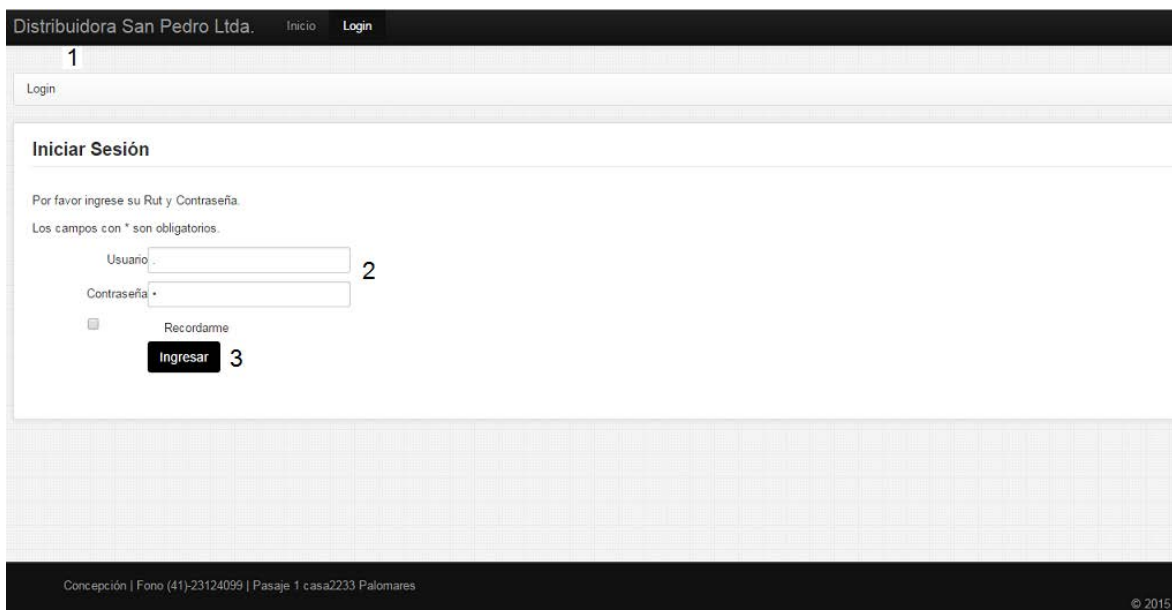 Distribuidora San Pedro Ltda. Inicio Login
1
Login
Iniciar Sesión
Por favor ingrese su Rut y Contraseña.
Los campos con * son obligatorios.
Usuario .
2
Contraseña •
Recordarme
Ingresar 3
Concepción | Fono (41)-23124099 | Pasaje 1 casa2233 Palomares
© 2015